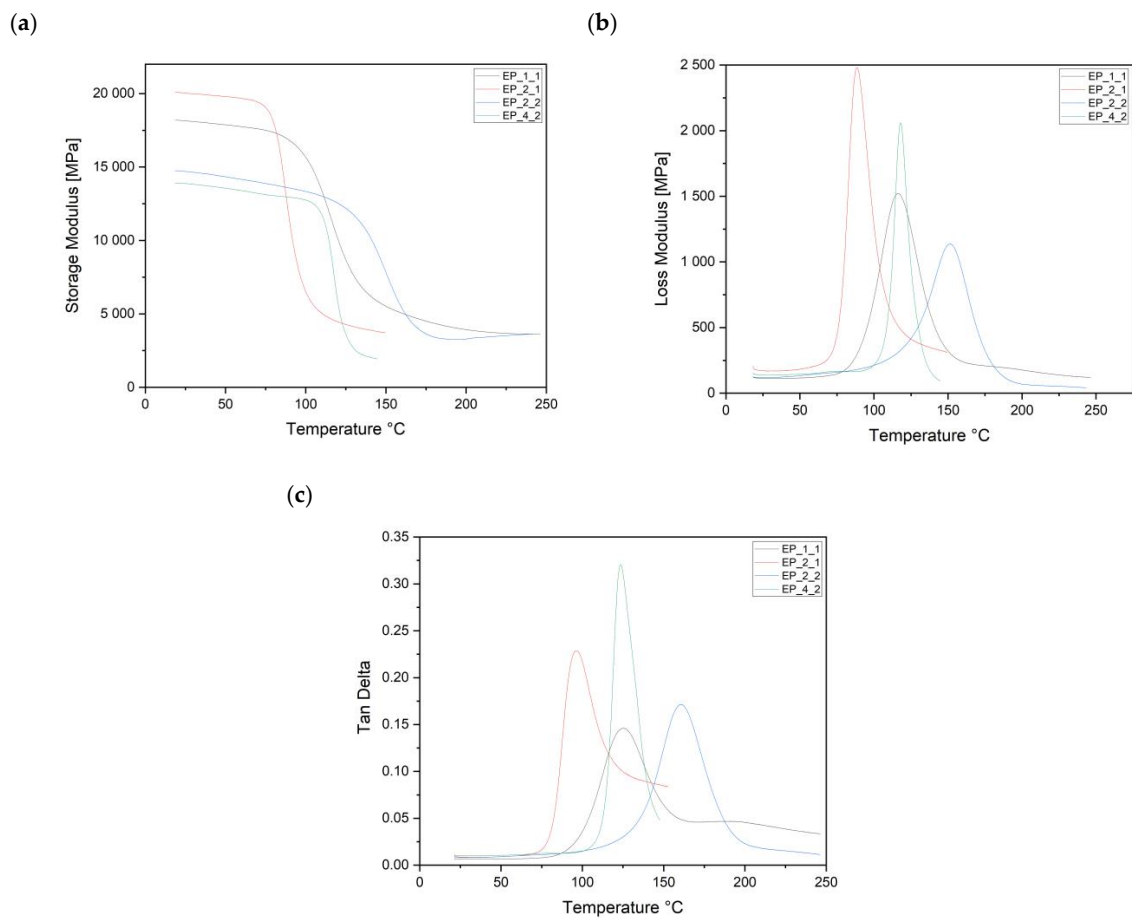 (a)
Storage Modulus [MPa]
20 000
15 000
10 000
5 000
0
0 50 100 150 200 250
Temperature °C
EP_1_1
EP_2_1
EP_2_2
EP_4_2
(b)
Loss Modulus [MPa]
2 500
2 000
1 500
1 000
500
0
0 50 100 150 200 250
Temperature °C
EP_1_1
EP_2_1
EP_2_2
EP_4_2
(c)
Tan Delta
0.35
0.30
0.25
0.20
0.15
0.10
0.05
0.00
0 50 100 150 200 250
Temperature °C
EP_1_1
EP_2_1
EP_2_2
EP_4_2